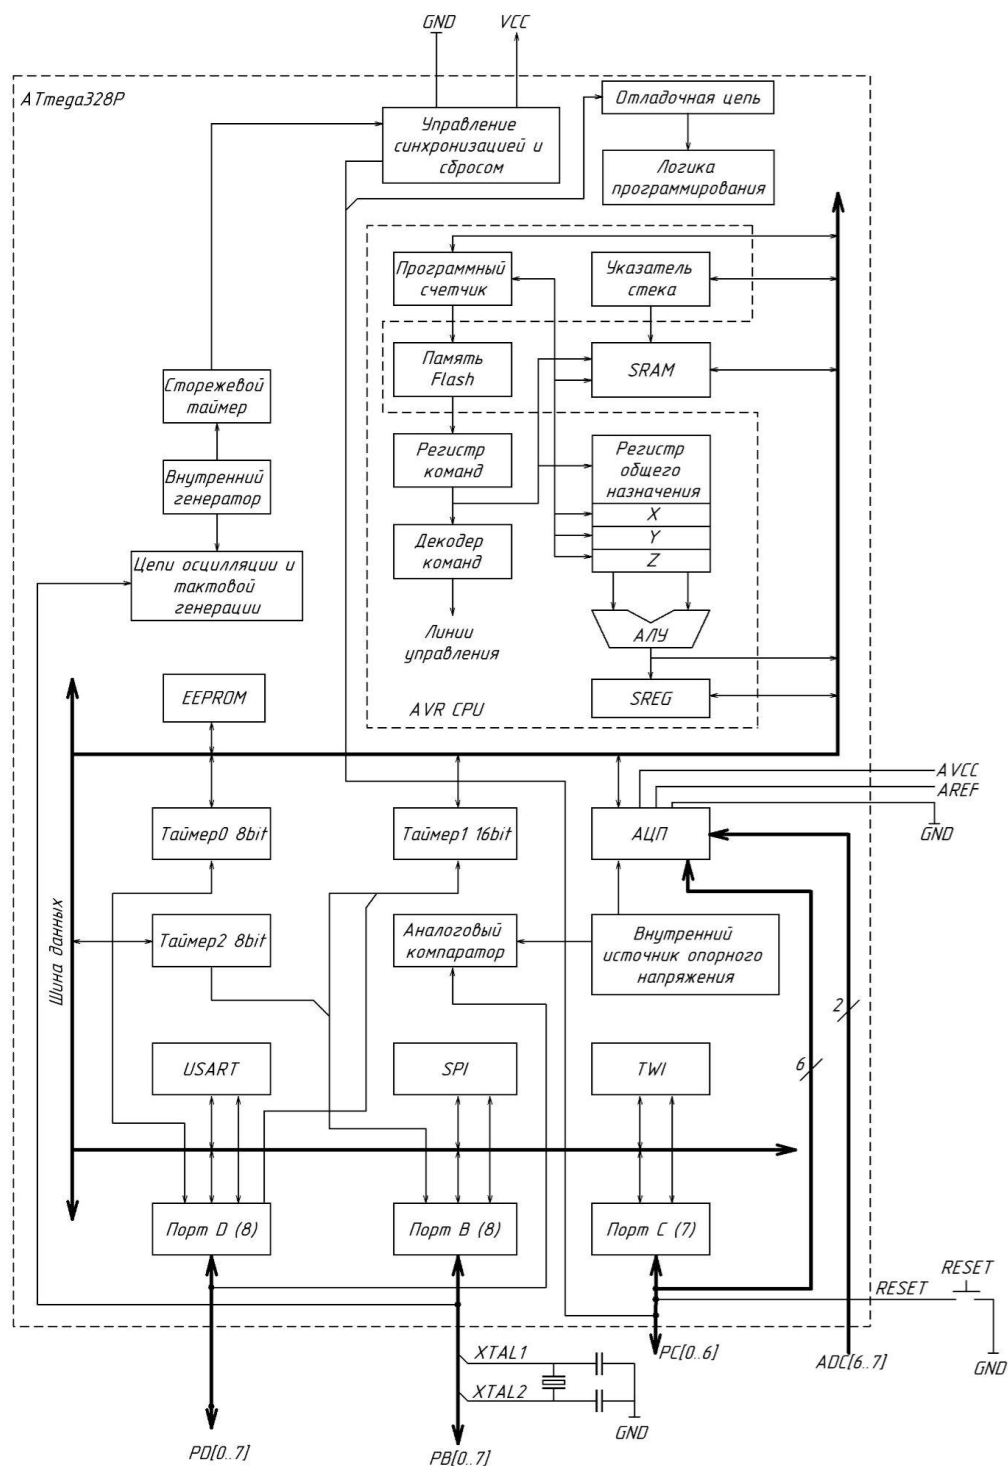 GND
VCC
ATmega328P
Управление
синхронизацией и
сбросом
Отладочная цепь
Логика
программирования
Программный
счетчик
Указатель
стека
Память
Flash
SRAM
Сторожевой
таймер
Регистр
команд
Регистр
общего
назначения
X
Y
Z
Внутренний
генератор
Декодер
команд
Цепи осцилляции и
тактовой
генерации
Линии
управления
АЛУ
SREG
AVR CPU
EEPROM
AVCC
AREF
GND
Таймер0 8bit
Таймер1 16bit
АЦП
Шина данных
Таймер2 8bit
Аналоговый
компаратор
Внутренний
источник опорного
напряжения
2
6
USART
SPI
TWI
Порт D (8)
Порт B (8)
Порт C (7)
RESET
RESET
XTAL1
PC[0..6]
ADC[6..7]
GND
XTAL2
GND
PD[0..7]
PB[0..7]